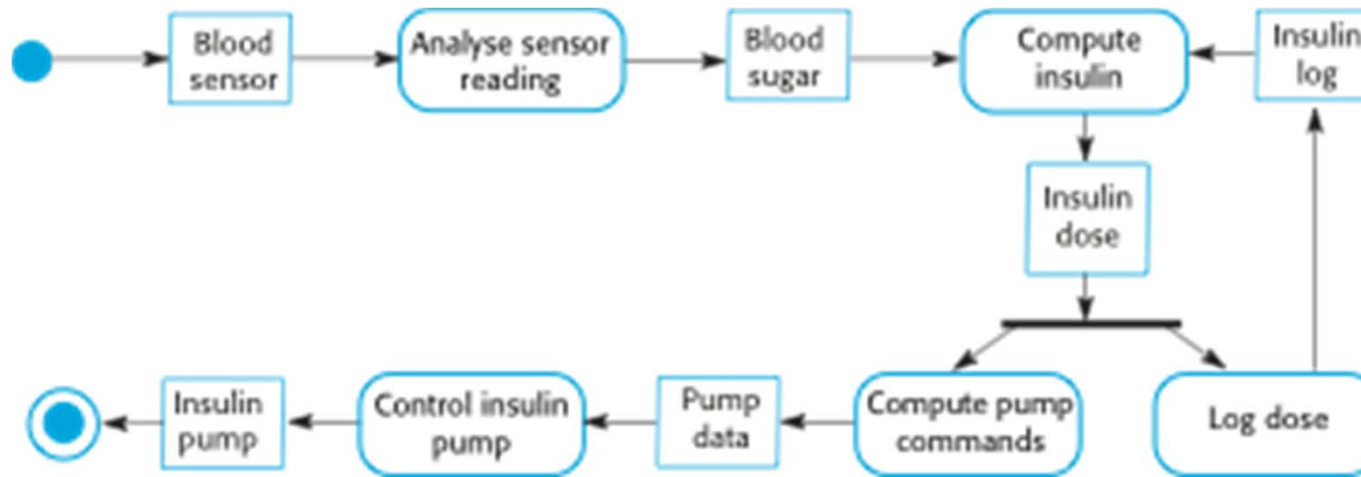 Blood
sensor
Analyse sensor
reading
Blood
sugar
Compute
insulin
Insulin
log
Insulin
dose
Insulin
pump
Control insulin
pump
Pump
data
Compute pump
commands
Log dose